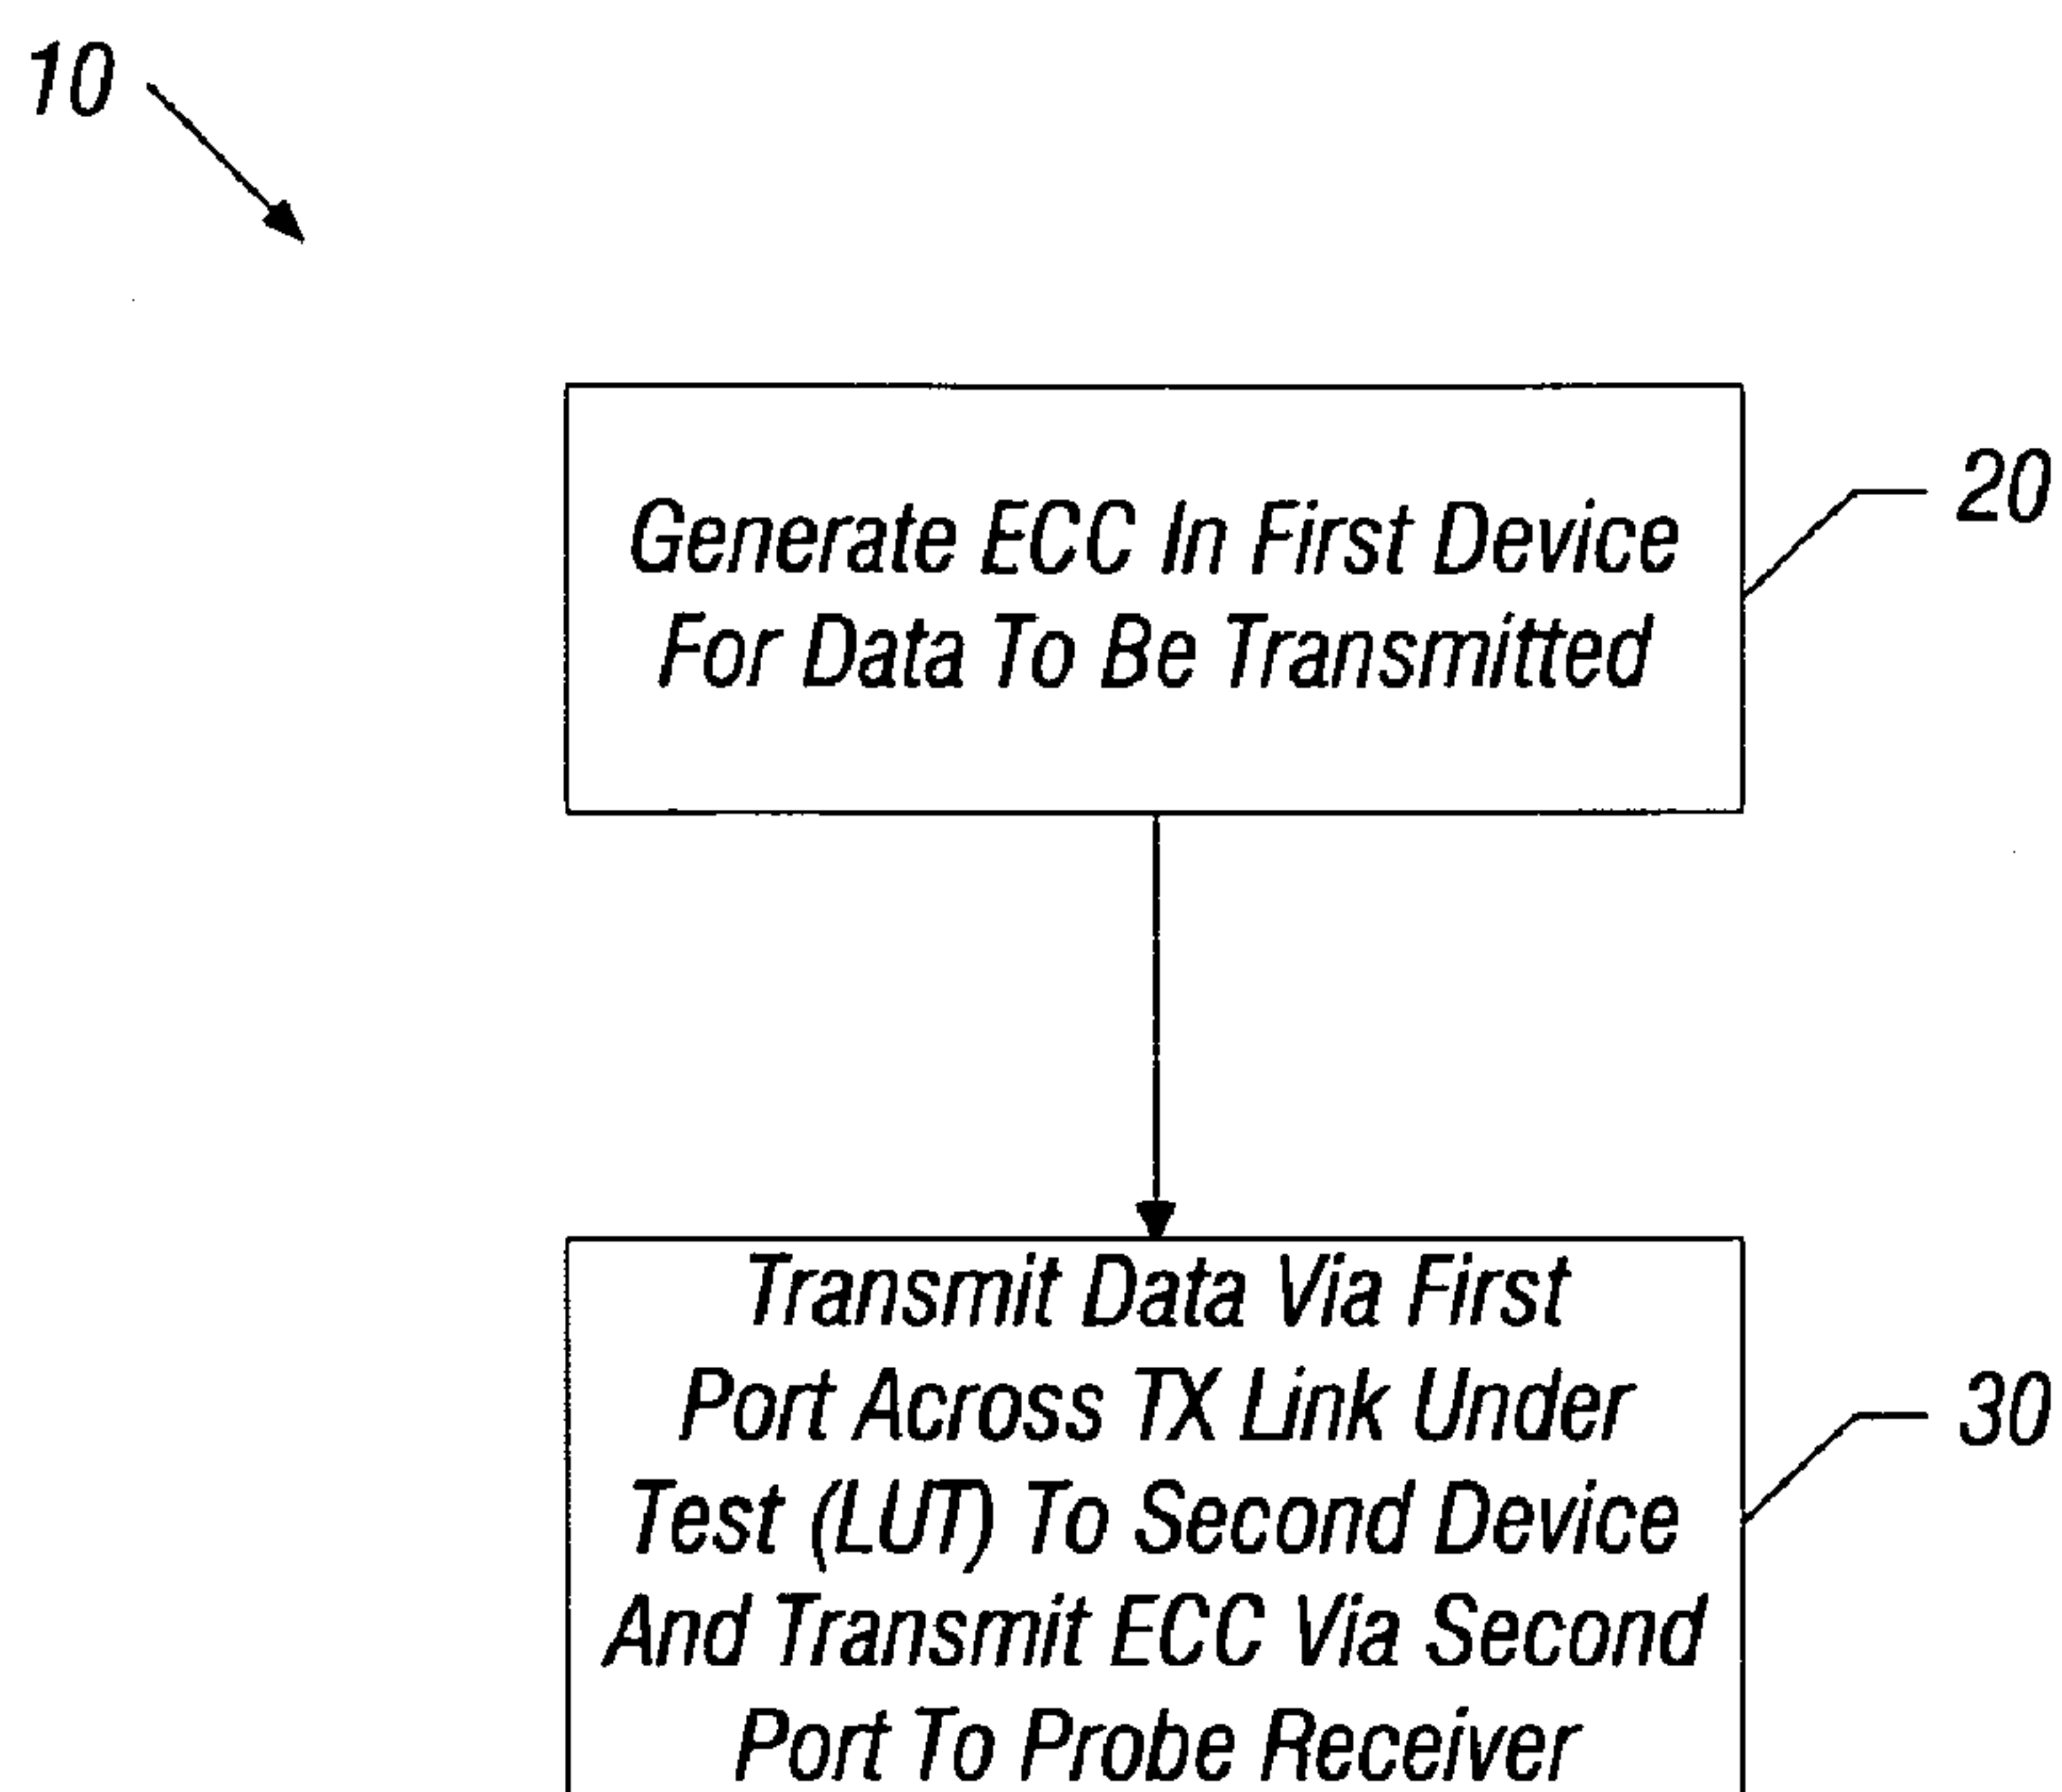 10
Generate ECC In First Device
For Data To Be Transmitted
20
Transmit Data Via First
Port Across TX Link Under
Test (LUT) To Second Device
And Transmit ECC Via Second
Port To Probe Receiver
30